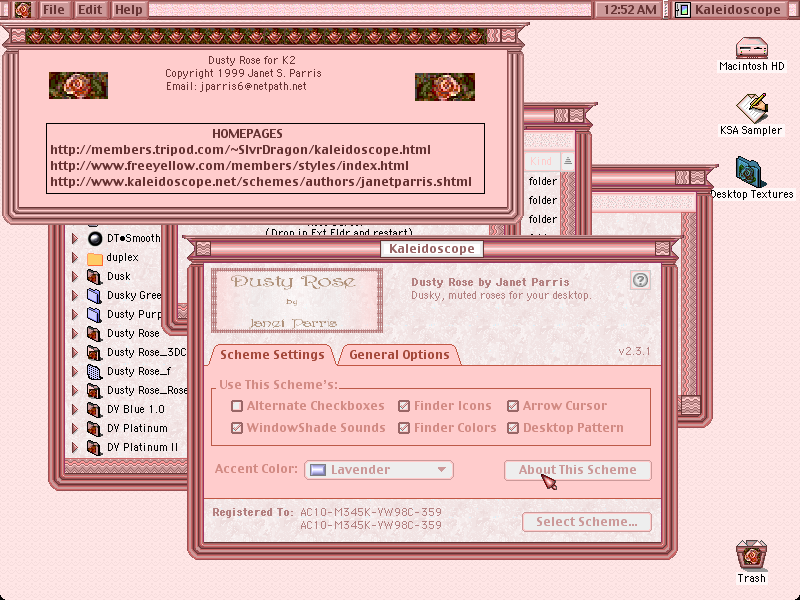 File Edit Help 12:52 AM Kaleidoscope
Dusty Rose for K2
Copyright 1999 Janet S. Parris
Email: jparris6@netpath.net
HOMEPAGES
http://members.tripod.com/~SlvrDragon/kaleidoscope.html
http://www.freeyellow.com/members/styles/index.html
http://www.kaleidoscope.net/schemes/authors/janetparris.shtml
Macintosh HD
KSA Sampler
Desktop Textures
Kind
folder
folder
folder
(Drop in Ext Fldr and restart)
DT•Smooth
duplex
Dusk
Dusky Gree
Dusty Purp
Dusty Rose
Dusty Rose_3DC
Dusty Rose_f
Dusty Rose_Rose
DV Blue 1.0
DV Platinum
DV Platinum II
Kaleidoscope
Dusty Rose
by
Janet Parris
Dusty Rose by Janet Parris
Dusky, muted roses for your desktop.
?
Scheme Settings General Options v2.3.1
Use This Scheme's:
Alternate Checkboxes Finder Icons Arrow Cursor
WindowShade Sounds Finder Colors Desktop Pattern
Accent Color: Lavender About This Scheme
Registered To: AC10-M345K-YW98C-359
AC10-M345K-YW98C-359
Select Scheme...
Trash